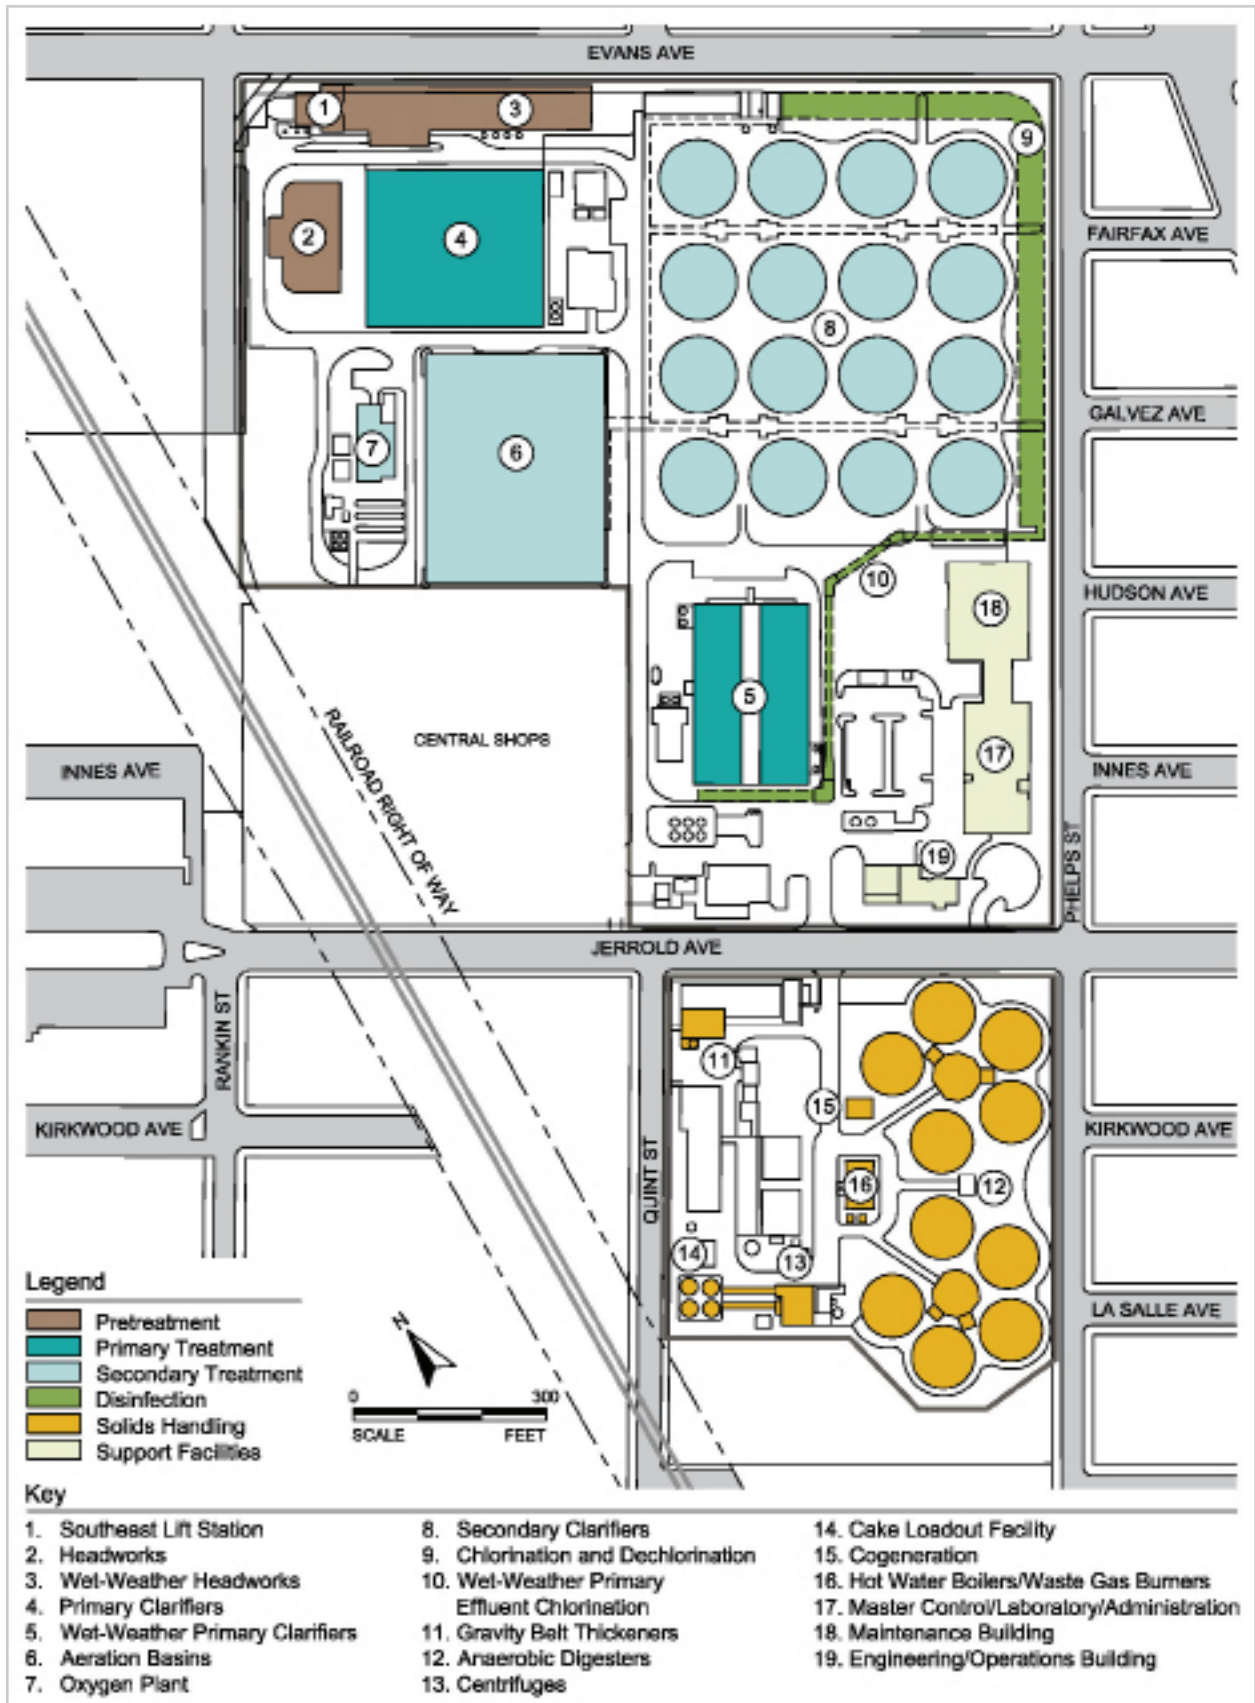 EVANS AVE
1
3
9
2
4
FAIRFAX AVE
8
GALVEZ AVE
7
6
10
HUDSON AVE
18
5
CENTRAL SHOPS
RAILROAD RIGHT OF WAY
17
INNES AVE
INNES AVE
19
PHELPS ST
JERROLD AVE
RANKIN ST
11
15
KIRKWOOD AVE
KIRKWOOD AVE
QUINT ST
16
12
14
13
LA SALLE AVE
Legend
Pretreatment
Primary Treatment
Secondary Treatment
Disinfection
Solids Handling
Support Facilities
N
0 300
SCALE FEET
Key
1. Southeast Lift Station
2. Headworks
3. Wet-Weather Headworks
4. Primary Clarifiers
5. Wet-Weather Primary Clarifiers
6. Aeration Basins
7. Oxygen Plant
8. Secondary Clarifiers
9. Chlorination and Dechlorination
10. Wet-Weather Primary
Effluent Chlorination
11. Gravity Belt Thickeners
12. Anaerobic Digesters
13. Centrifuges
14. Cake Loadout Facility
15. Cogeneration
16. Hot Water Boilers/Waste Gas Burners
17. Master Control/Laboratory/Administration
18. Maintenance Building
19. Engineering/Operations Building